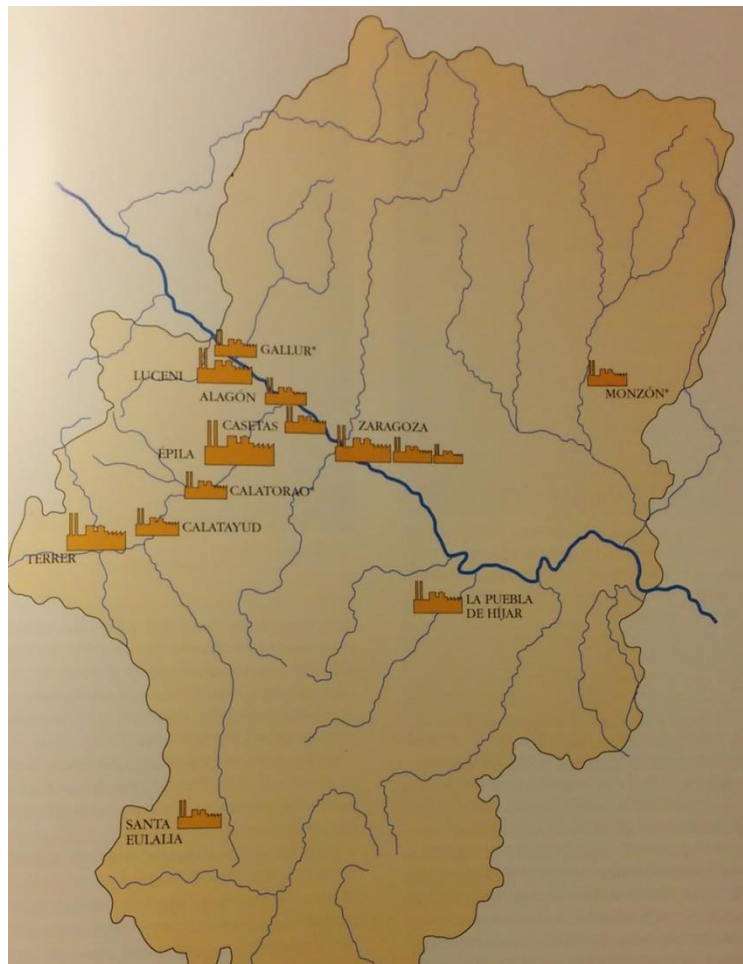 GALLUR*
LUCENI
MONZÓN*
ALAGÓN
CASETAS
ZARAGOZA
ÉPILA
CALATORAO*
CALATAYUD
TERRER
LA PUEBLA
DE HÍJAR
SANTA
EULALIA